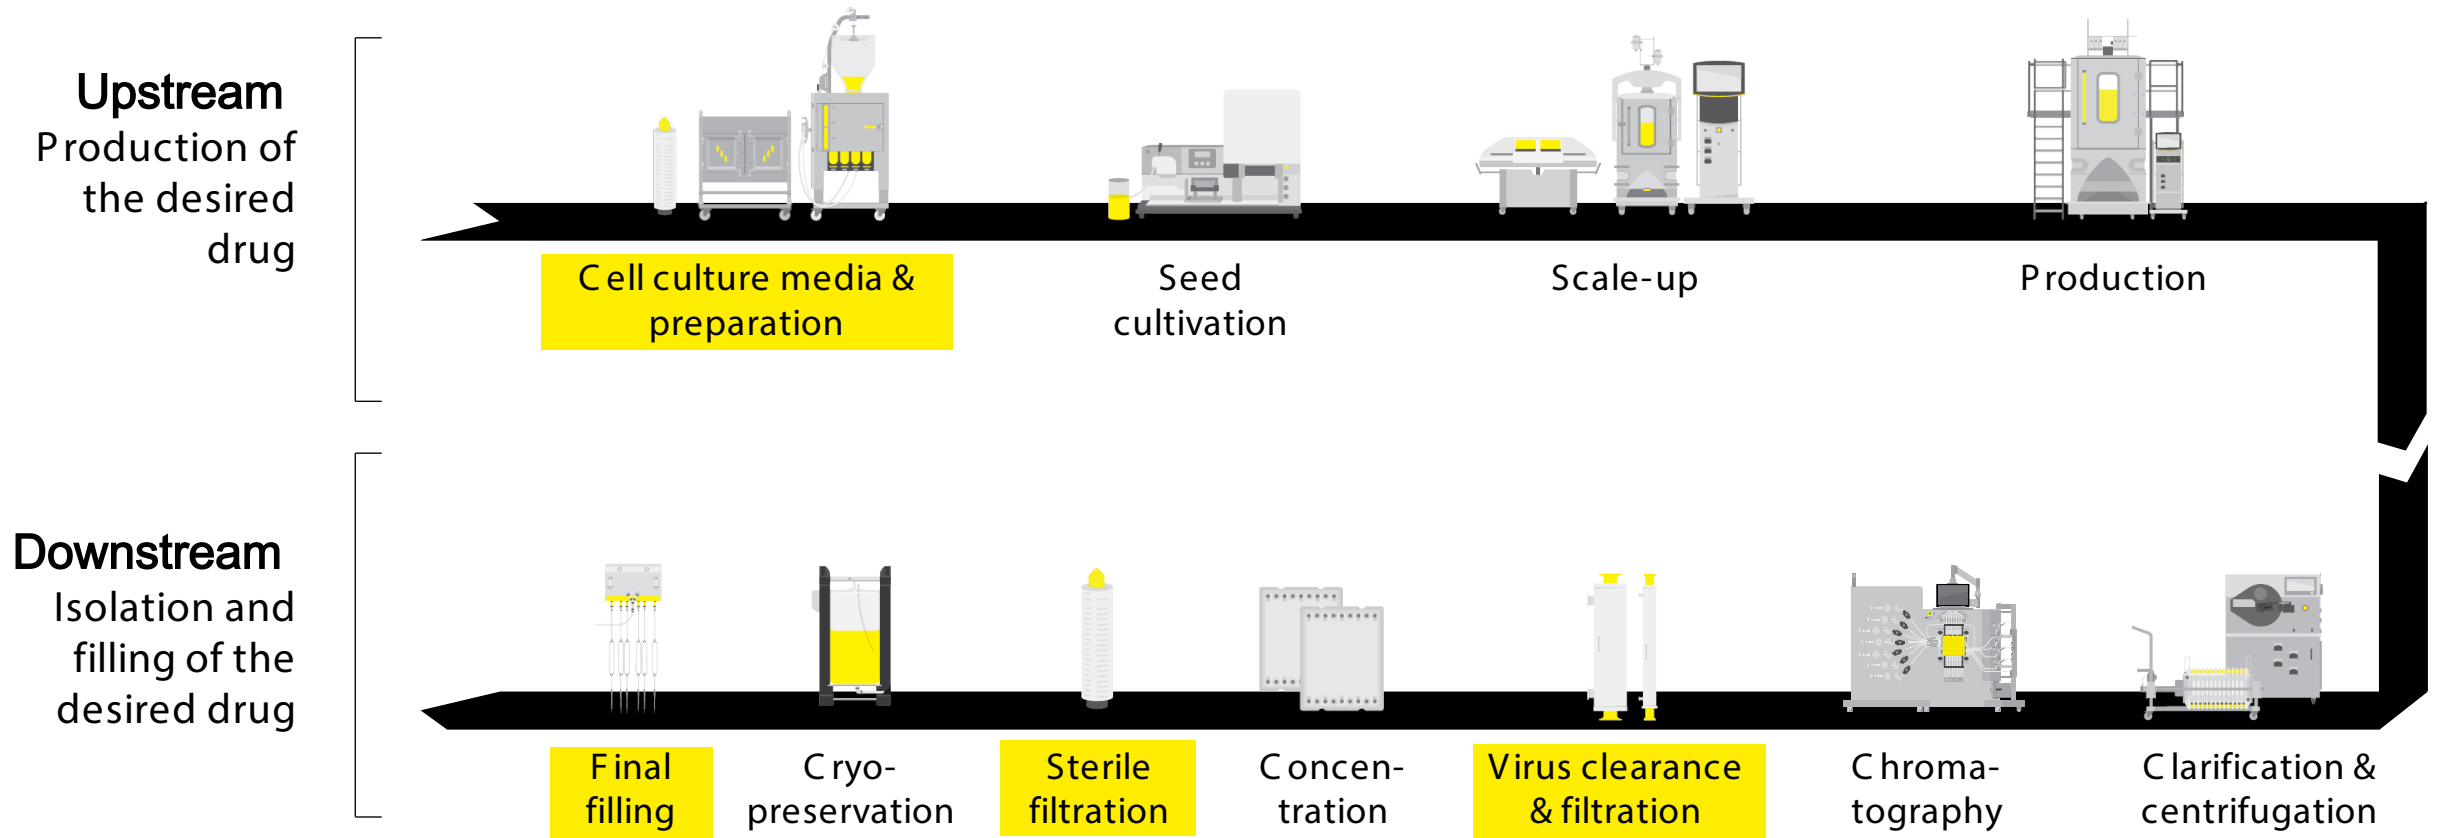 Upstream
Production of
the desired
drug
Cell culture media &
preparation
Seed
cultivation
Scale-up
Production
Downstream
Isolation and
filling of the
desired drug
Final
filling
Cryo-
preservation
Sterile
filtration
Concen-
tration
Virus clearance
& filtration
Chroma-
tography
Clarification &
centrifugation